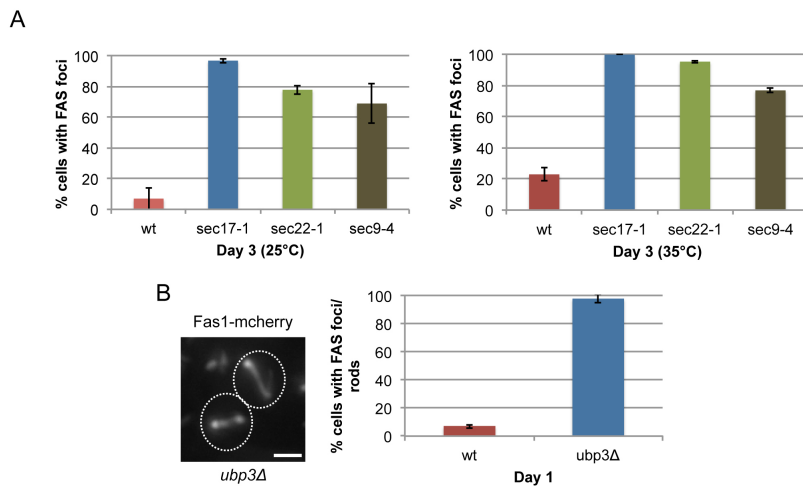 A
% cells with FAS foci
100
80
60
40
20
0
wt
sec17-1
sec22-1
sec9-4
Day 3 (25°C)
% cells with FAS foci
100
80
60
40
20
0
wt
sec17-1
sec22-1
sec9-4
Day 3 (35°C)
B
Fas1-mcherry
ubp3Δ
% cells with FAS foci/
rods
100
80
60
40
20
0
wt
ubp3Δ
Day 1